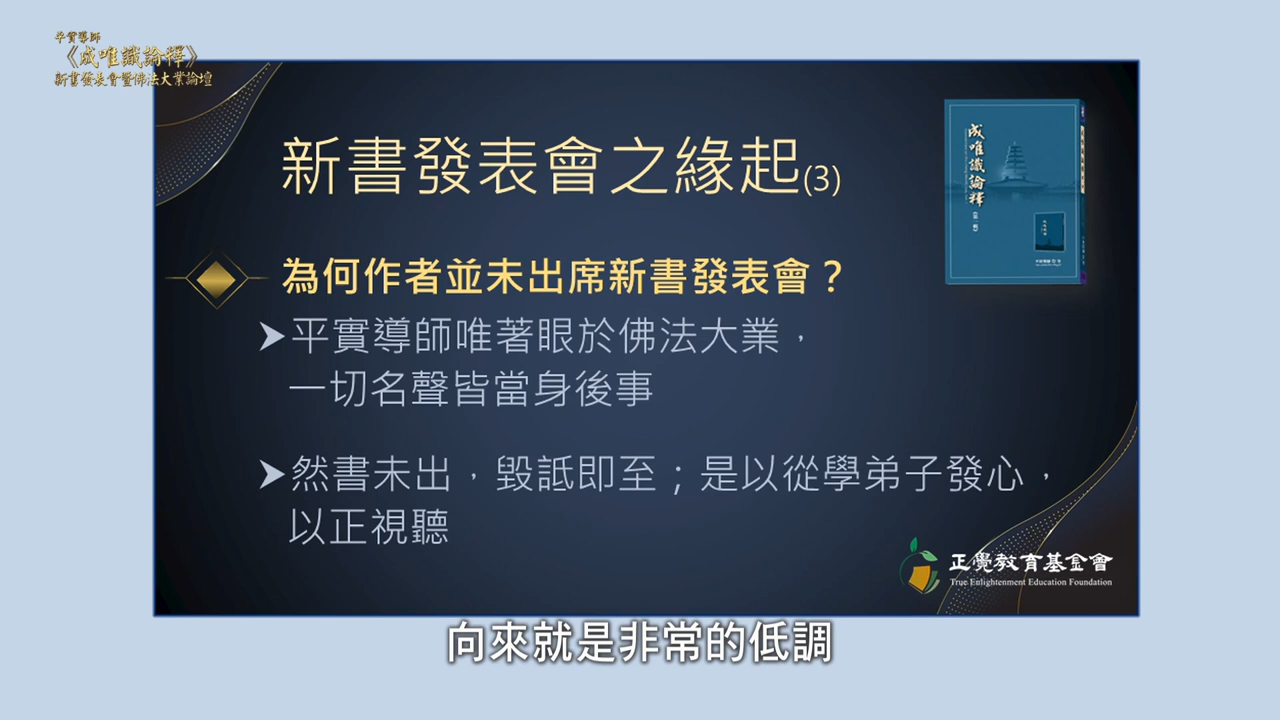 平實導師
《成唯識論釋》
新書發表會暨佛法大業論壇
新書發表會之緣起(3)
成唯識論釋
為何作者並未出席新書發表會？
➤平實導師唯著眼於佛法大業，
一切名聲皆當身後事
➤然書未出，毀詆即至；是以從學弟子發心，
以正視聽
正覺教育基金會
True Enlightenment Education Foundation
向來就是非常的低調